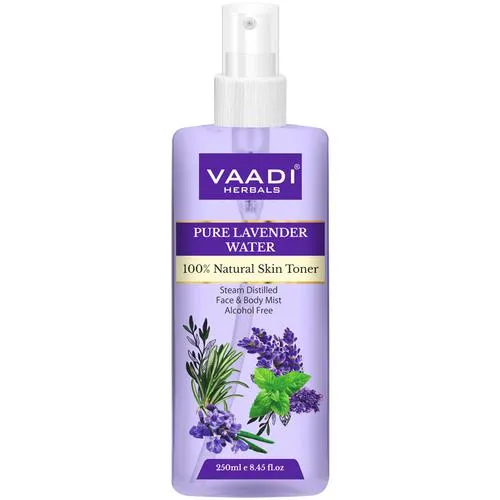 VAADI®
HERBALS
PURE LAVENDER
WATER
100% Natural Skin Toner
Steam Distilled
Face & Body Mist
Alcohol Free
250ml e 8.45 fl.oz